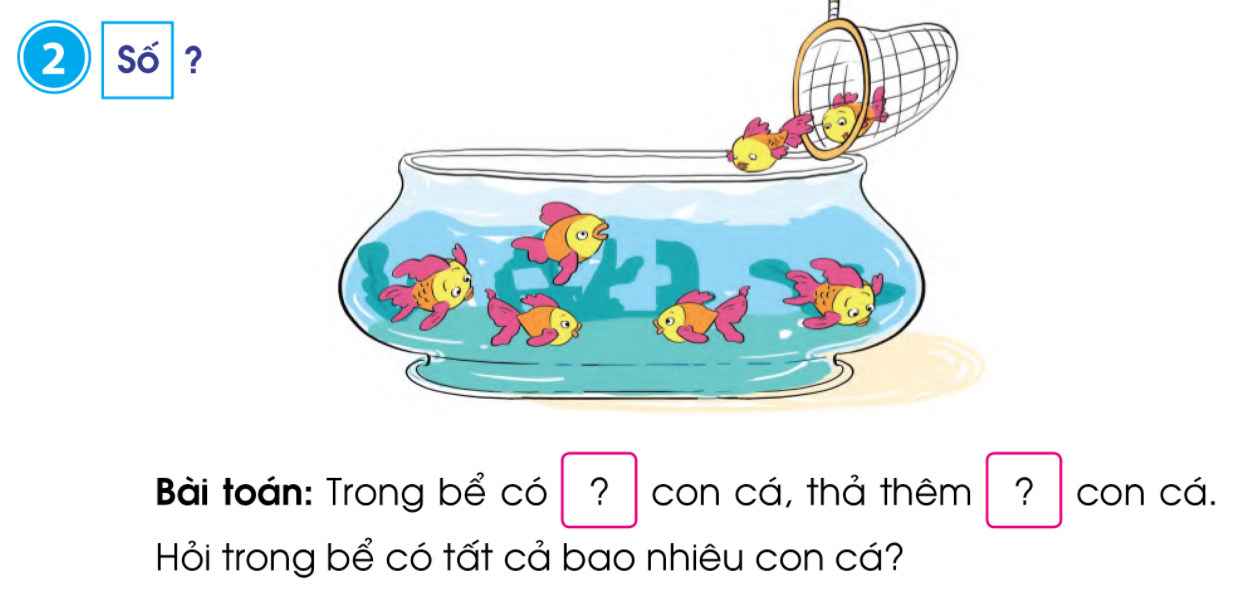 2 Số ?
Bài toán: Trong bể có ? con cá, thả thêm ? con cá.
Hỏi trong bể có tất cả bao nhiêu con cá?